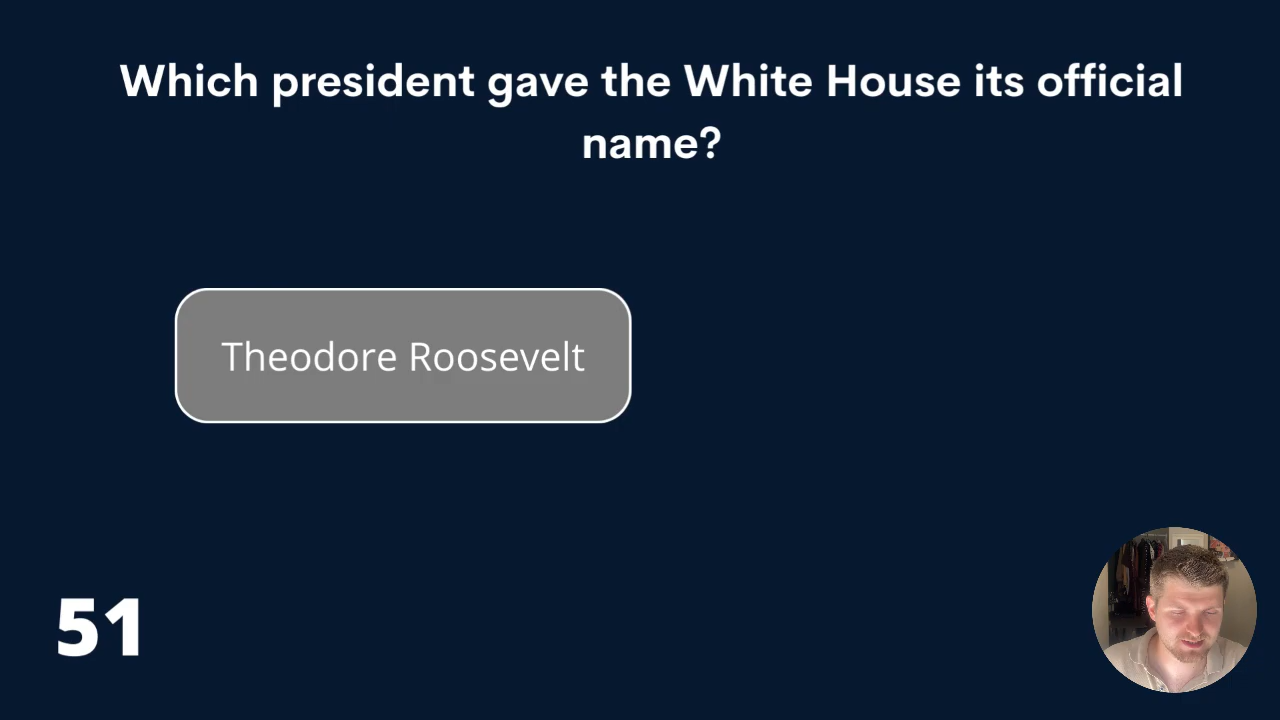 Which president gave the White House its official
name?
Theodore Roosevelt
51